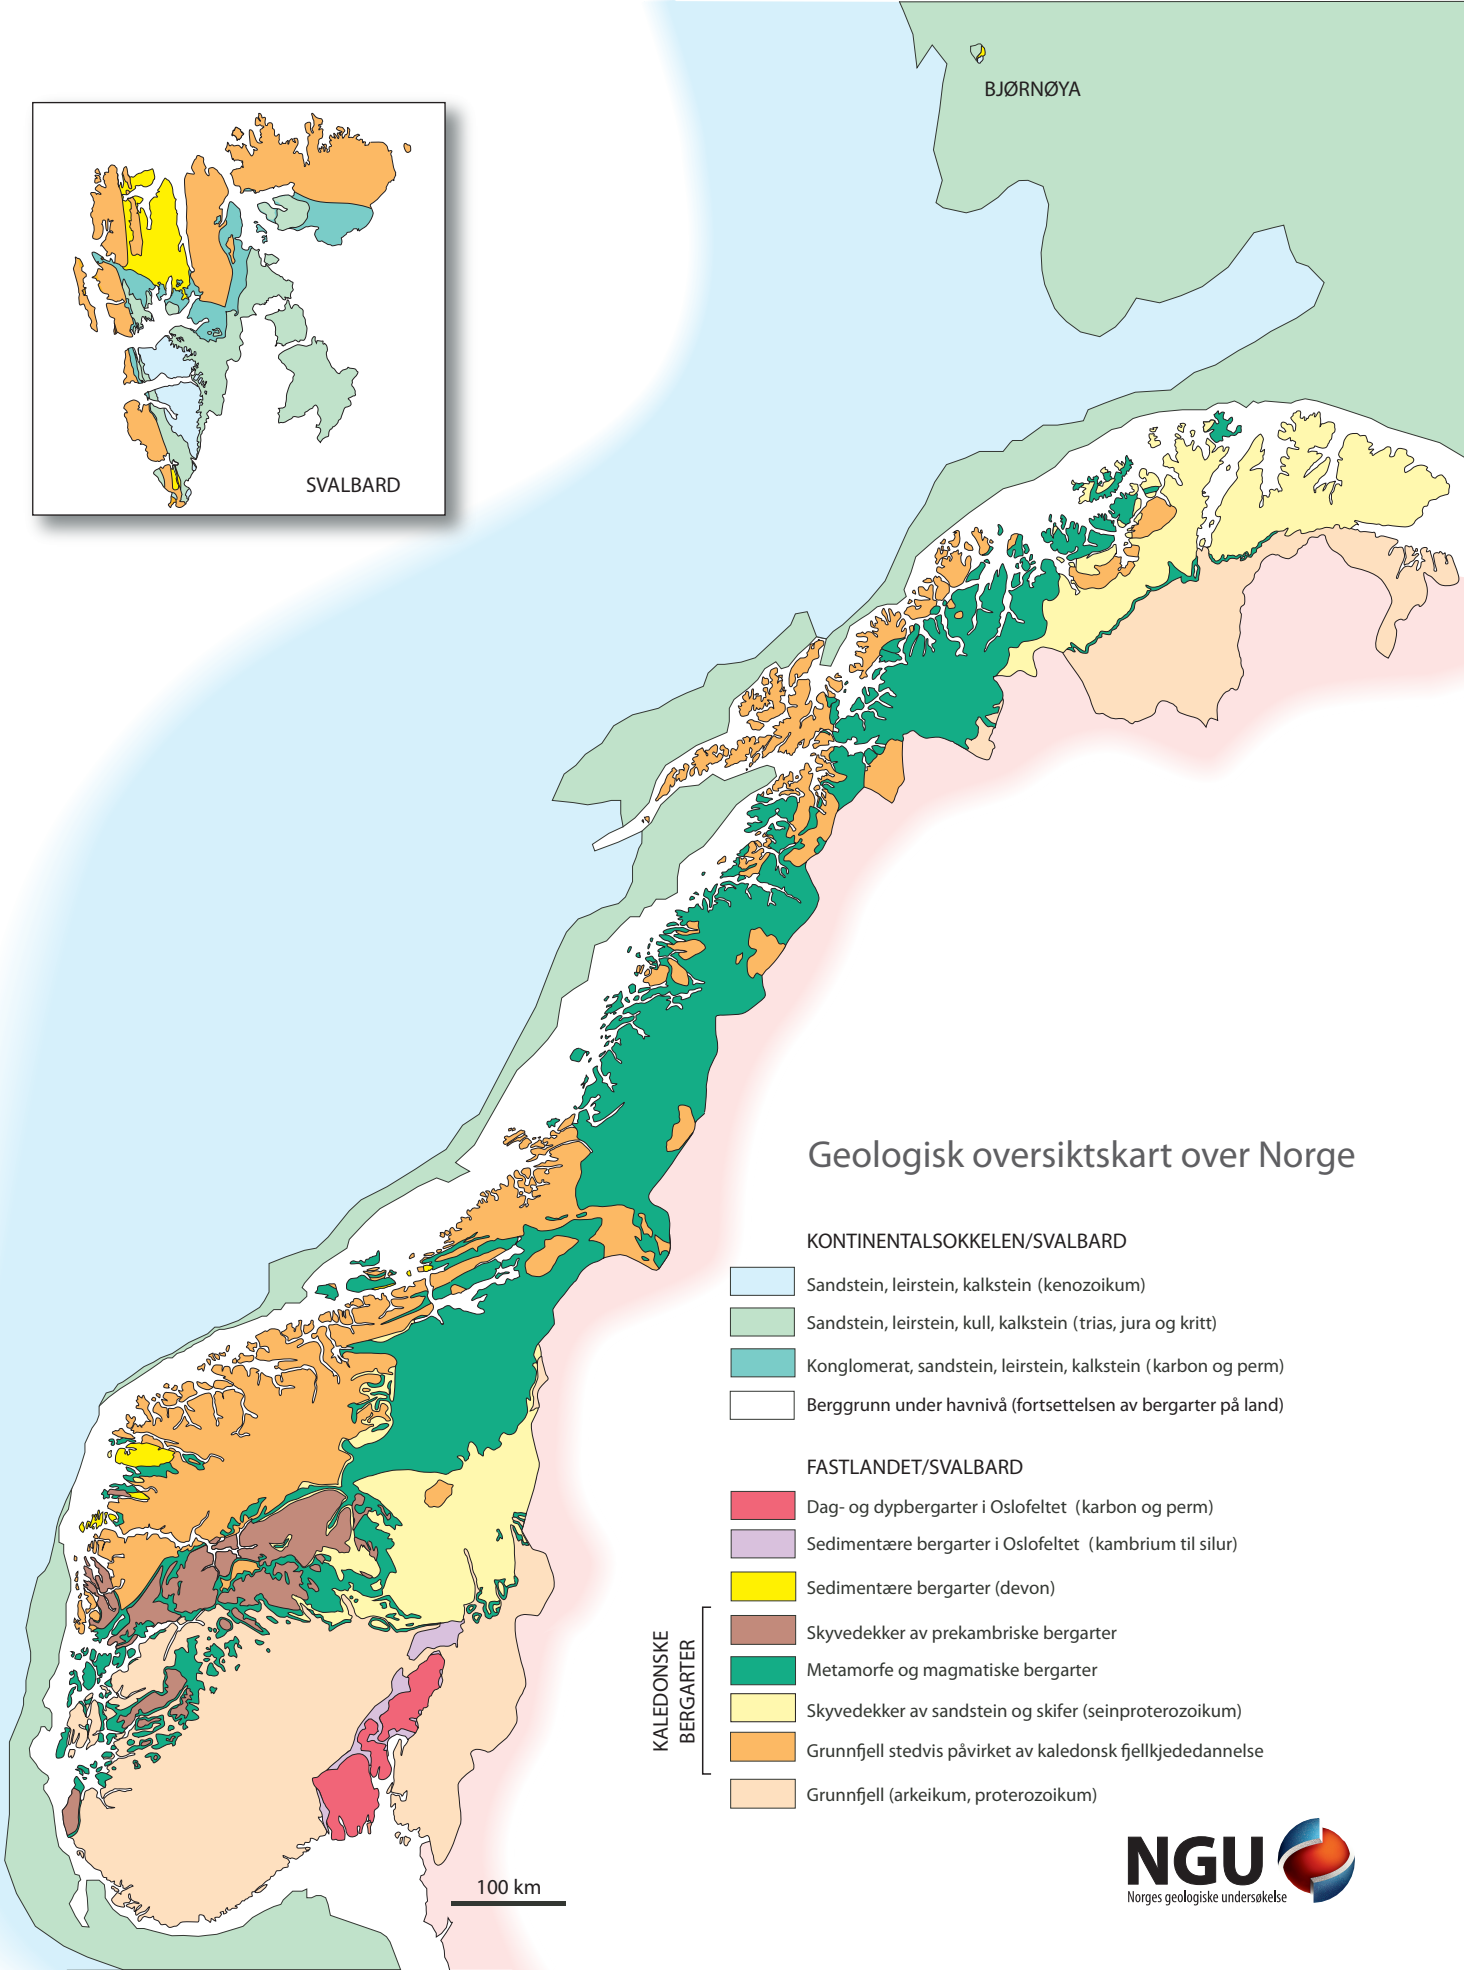 BJØRNØYA
SVALBARD
Geologisk oversiktskart over Norge
KONTINENTALSOKKELEN/SVALBARD
Sandstein, leirstein, kalkstein (kenozoikum)
Sandstein, leirstein, kull, kalkstein (trias, jura og kritt)
Konglomerat, sandstein, leirstein, kalkstein (karbon og perm)
Berggrunn under havnivå (fortsettelsen av bergarter på land)
FASTLANDET/SVALBARD
Dag- og dypbergarter i Oslofeltet (karbon og perm)
Sedimentære bergarter i Oslofeltet (kambrium til silur)
Sedimentære bergarter (devon)
KALEDONSKE
BERGARTER
Skyvedekker av prekambriske bergarter
Metamorfe og magmatiske bergarter
Skyvedekker av sandstein og skifer (seinproterozoikum)
Grunnfjell stedvis påvirket av kaledonsk fjellkjededannelse
Grunnfjell (arkeikum, proterozoikum)
100 km
NGU
Norges geologiske undersøkelse